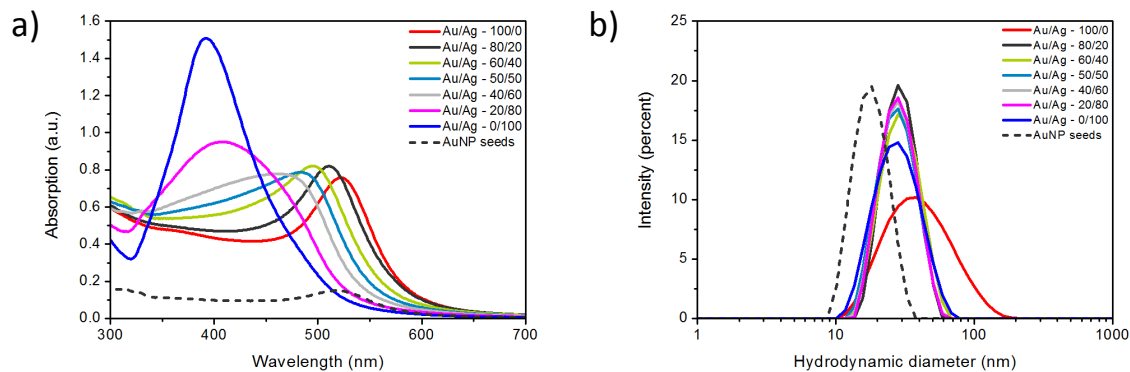 a)
1.6
1.4
1.2
1.0
0.8
0.6
0.4
0.2
0.0
Absorption (a.u.)
300
400
500
600
700
Wavelength (nm)
Au/Ag - 100/0
Au/Ag - 80/20
Au/Ag - 60/40
Au/Ag - 50/50
Au/Ag - 40/60
Au/Ag - 20/80
Au/Ag - 0/100
AuNP seeds
b)
25
20
15
10
5
0
Intensity (percent)
1
10
100
1000
Hydrodynamic diameter (nm)
Au/Ag - 100/0
Au/Ag - 80/20
Au/Ag - 60/40
Au/Ag - 50/50
Au/Ag - 40/60
Au/Ag - 20/80
Au/Ag - 0/100
AuNP seeds